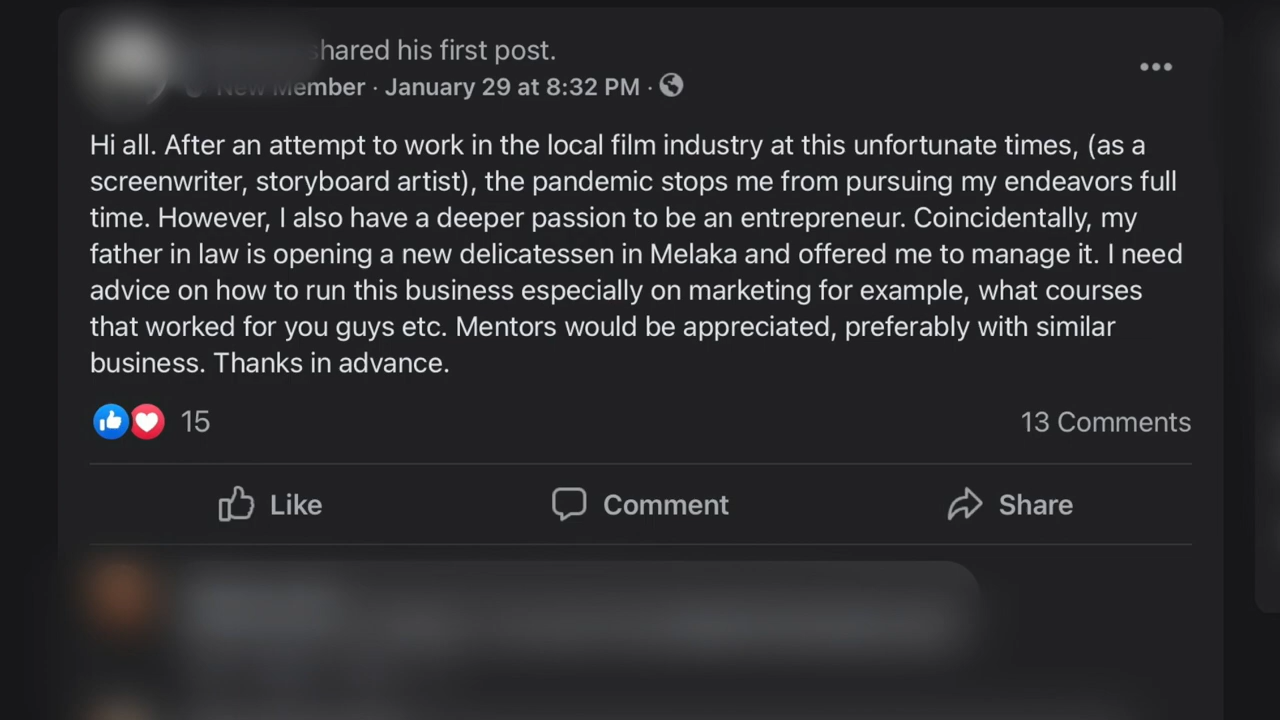 shared his first post.
New Member · January 29 at 8:32 PM ·
Hi all. After an attempt to work in the local film industry at this unfortunate times, (as a
screenwriter, storyboard artist), the pandemic stops me from pursuing my endeavors full
time. However, I also have a deeper passion to be an entrepreneur. Coincidentally, my
father in law is opening a new delicatessen in Melaka and offered me to manage it. I need
advice on how to run this business especially on marketing for example, what courses
that worked for you guys etc. Mentors would be appreciated, preferably with similar
business. Thanks in advance.
15 13 Comments
Like Comment Share